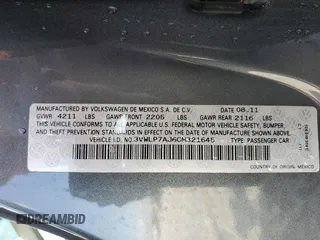 MANUFACTURED BY VOLKSWAGEN DE MEXICO S.A. DE C.V. DATE 08.11
GVWR 4211 LBS GAWR FRONT 2205 LBS GAWR REAR 2116 LBS
THIS VEHICLE CONFORMS TO ALL APPLICABLE FEDERAL MOTOR VEHICLE SAFETY, BUMPER,
AND THEFT PREVENTION STANDARDS IN EFFECT ON THE DATE OF MANUFACTURE SHOWN ABOVE
VEHICLE I.D. NO. 3VWLP7AJ6CM321645 TYPE: PASSENGER CAR
COUNTRY OF ORIGIN: MEXICO
DREAMBID